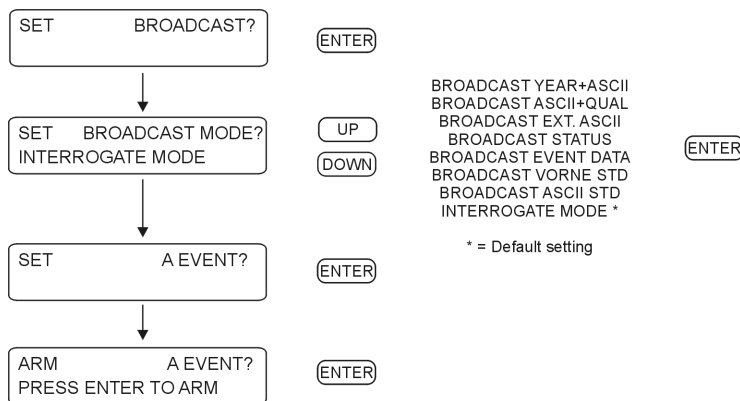 SET BROADCAST?
ENTER
SET BROADCAST MODE?
INTERROGATE MODE
UP
DOWN
BROADCAST YEAR+ASCII
BROADCAST ASCII+QUAL
BROADCAST EXT. ASCII
BROADCAST STATUS
BROADCAST EVENT DATA
BROADCAST VORNE STD
BROADCAST ASCII STD
INTERROGATE MODE *
* = Default setting
ENTER
SET A EVENT?
ENTER
ARM A EVENT?
PRESS ENTER TO ARM
ENTER